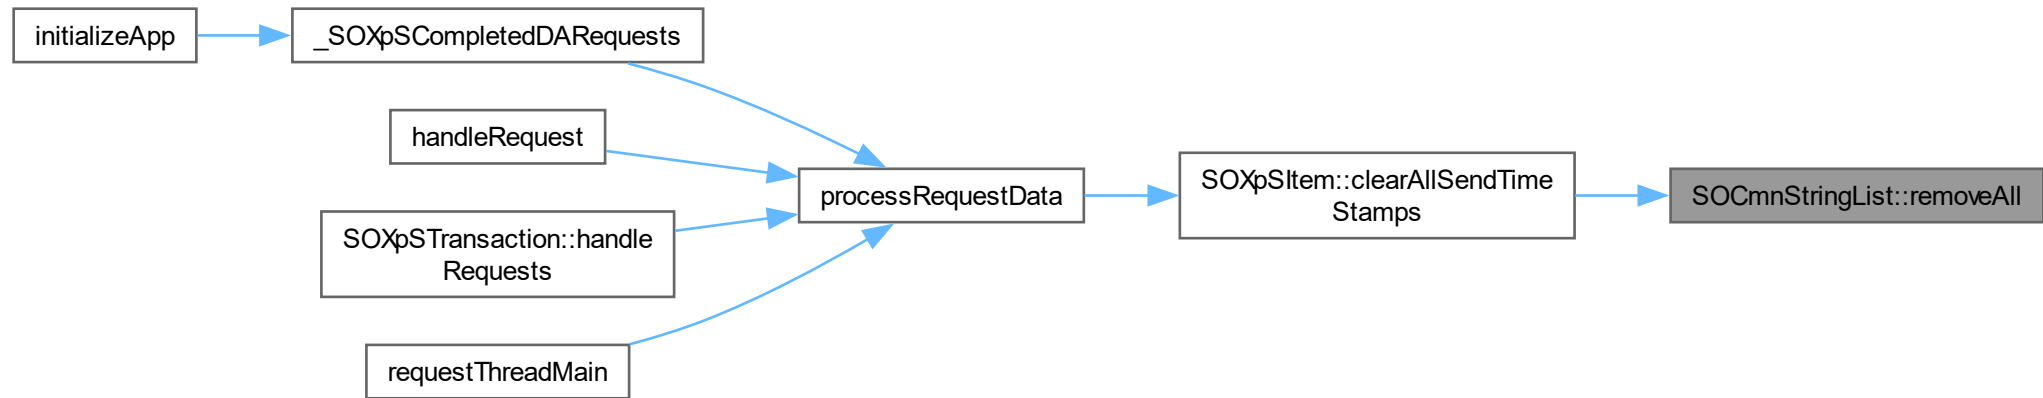 initializeApp
_SOXpSCompletedDARequests
handleRequest
SOXpSTransaction::handle
Requests
requestThreadMain
processRequestData
SOXpSItem::clearAllSendTime
Stamps
SOCmnStringList::removeAll